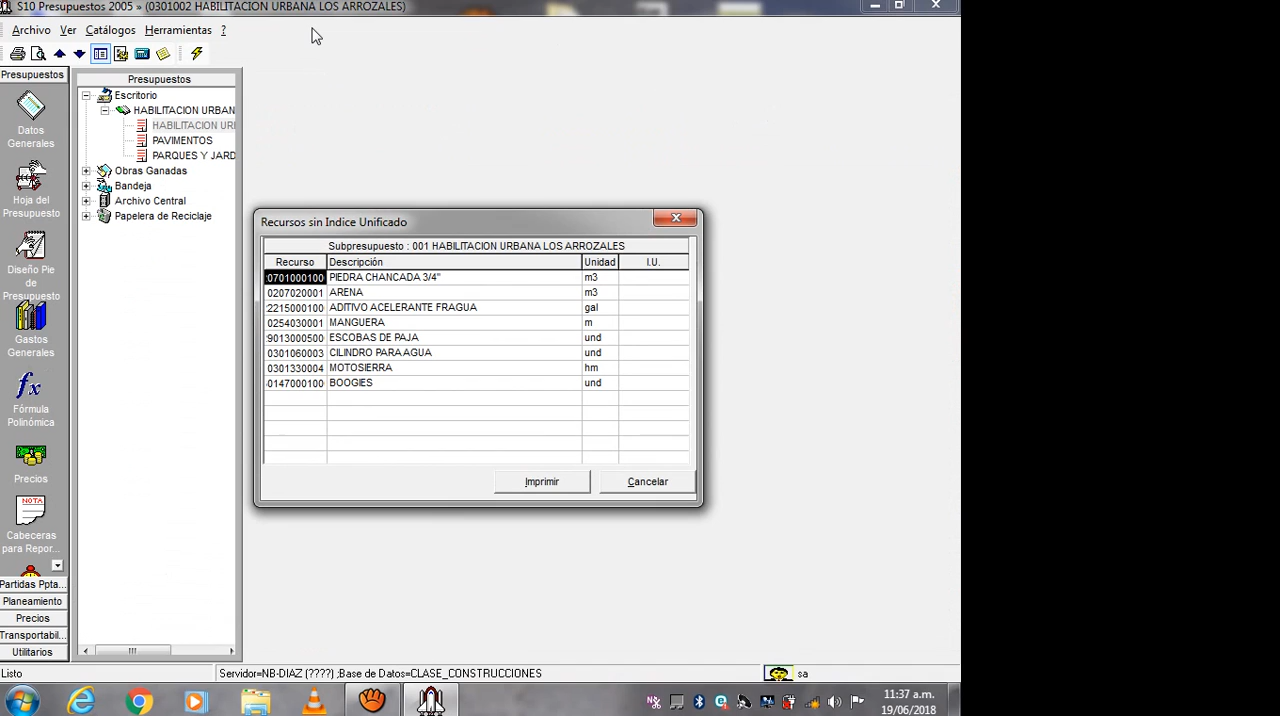 S10 Presupuestos 2005 » (0301002 HABILITACION URBANA LOS ARROZALES)
Archivo Ver Catálogos Herramientas ?
Presupuestos
Datos
Generales
Hoja del
Presupuesto
Diseño Pie
de
Presupuesto
Gastos
Generales
fx
Fórmula
Polinómica
Precios
NOTA
Cabeceras
para Repor...
Partidas Ppta...
Planeamiento
Precios
Transportabil...
Utilitarios
Presupuestos
Escritorio
HABILITACION URBAN
HABILITACION UR
PAVIMENTOS
PARQUES Y JARD
Obras Ganadas
Bandeja
Archivo Central
Papelera de Reciclaje
Recursos sin Indice Unificado
Subpresupuesto : 001 HABILITACION URBANA LOS ARROZALES
Recurso Descripción Unidad I.U.
0701000100 PIEDRA CHANCADA 3/4" m3
0207020001 ARENA m3
2215000100 ADITIVO ACELERANTE FRAGUA gal
0254030001 MANGUERA m
9013000500 ESCOBAS DE PAJA und
0301060003 CILINDRO PARA AGUA und
0301330004 MOTOSIERRA hm
0147000100 BOOGIES und
Imprimir Cancelar
Listo Servidor=NB-DIAZ (????) ;Base de Datos=CLASE_CONSTRUCCIONES sa
11:37 a.m.
19/06/2018